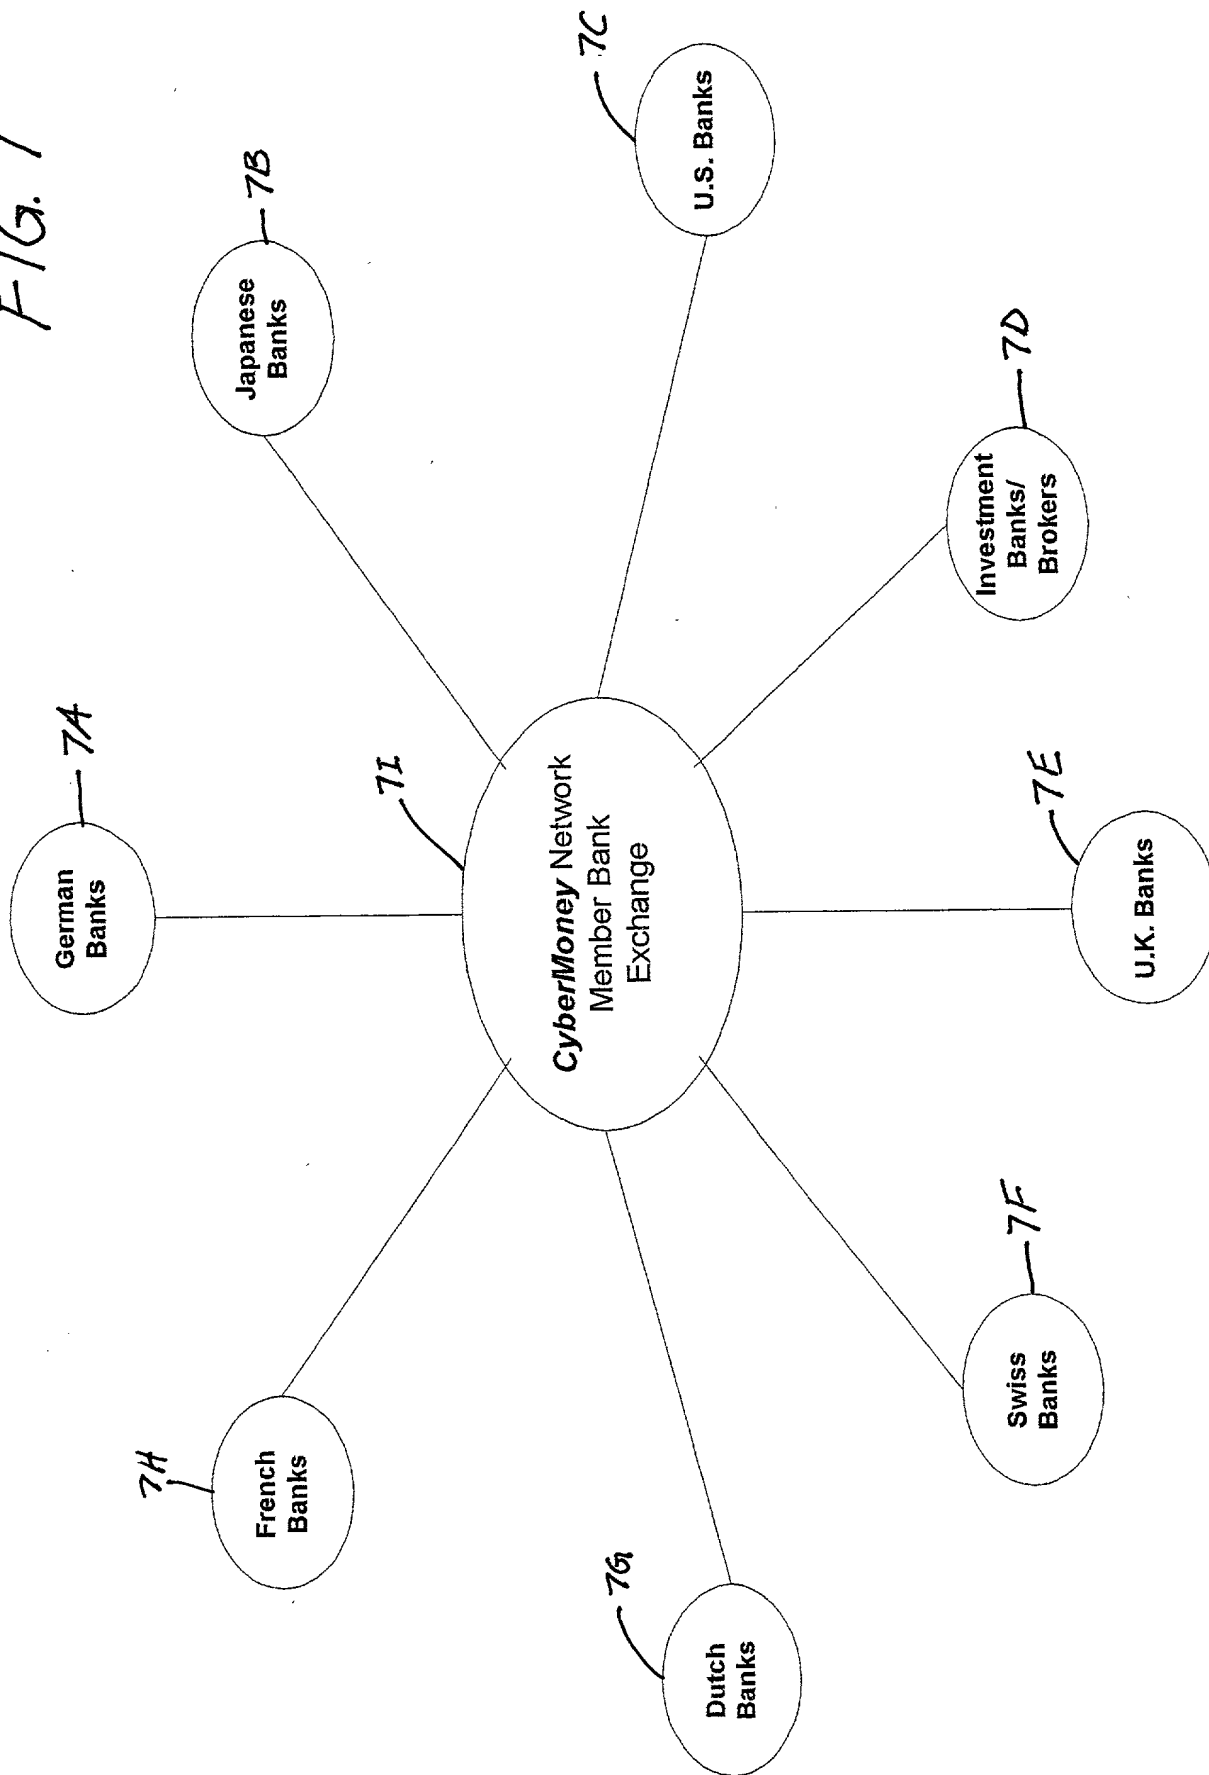 FIG. 7
German
Banks
7A
7B
Japanese
Banks
7H
French
Banks
7I
CyberMoney Network
Member Bank
Exchange
7C
U.S. Banks
7G
Dutch
Banks
7D
Investment
Banks/
Brokers
7F
Swiss
Banks
7E
U.K. Banks